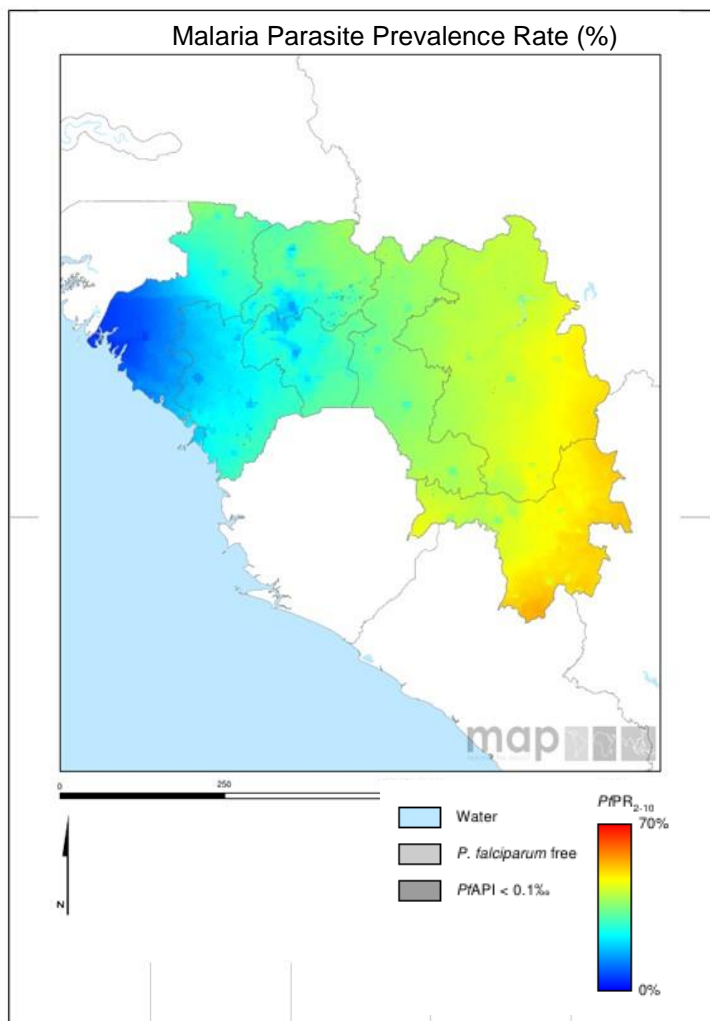 Malaria Parasite Prevalence Rate (%)
map
0 250
Water
P. falciparum free
PfAPI < 0.1‰
PfPR2-10
70%
0%
N